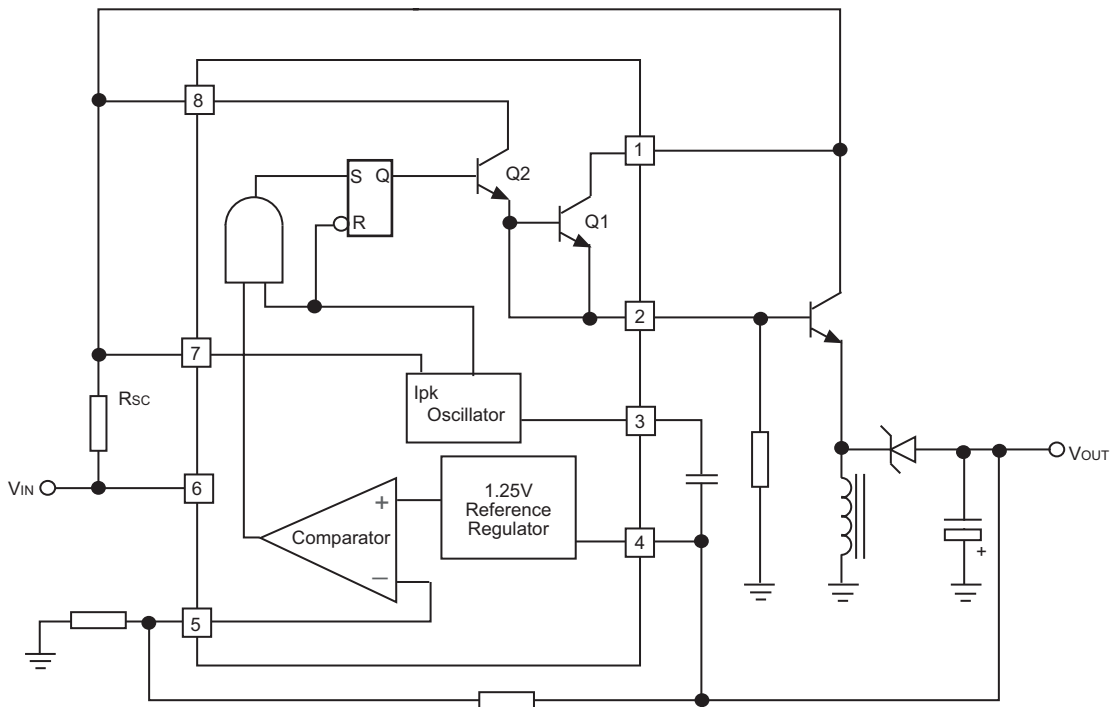 8
1
S Q
Q2
R
Q1
2
7
Ipk
Oscillator
RSC
3
VOUT
VIN
6
1.25V
Reference
Regulator
+
Comparator
4
−
+
5